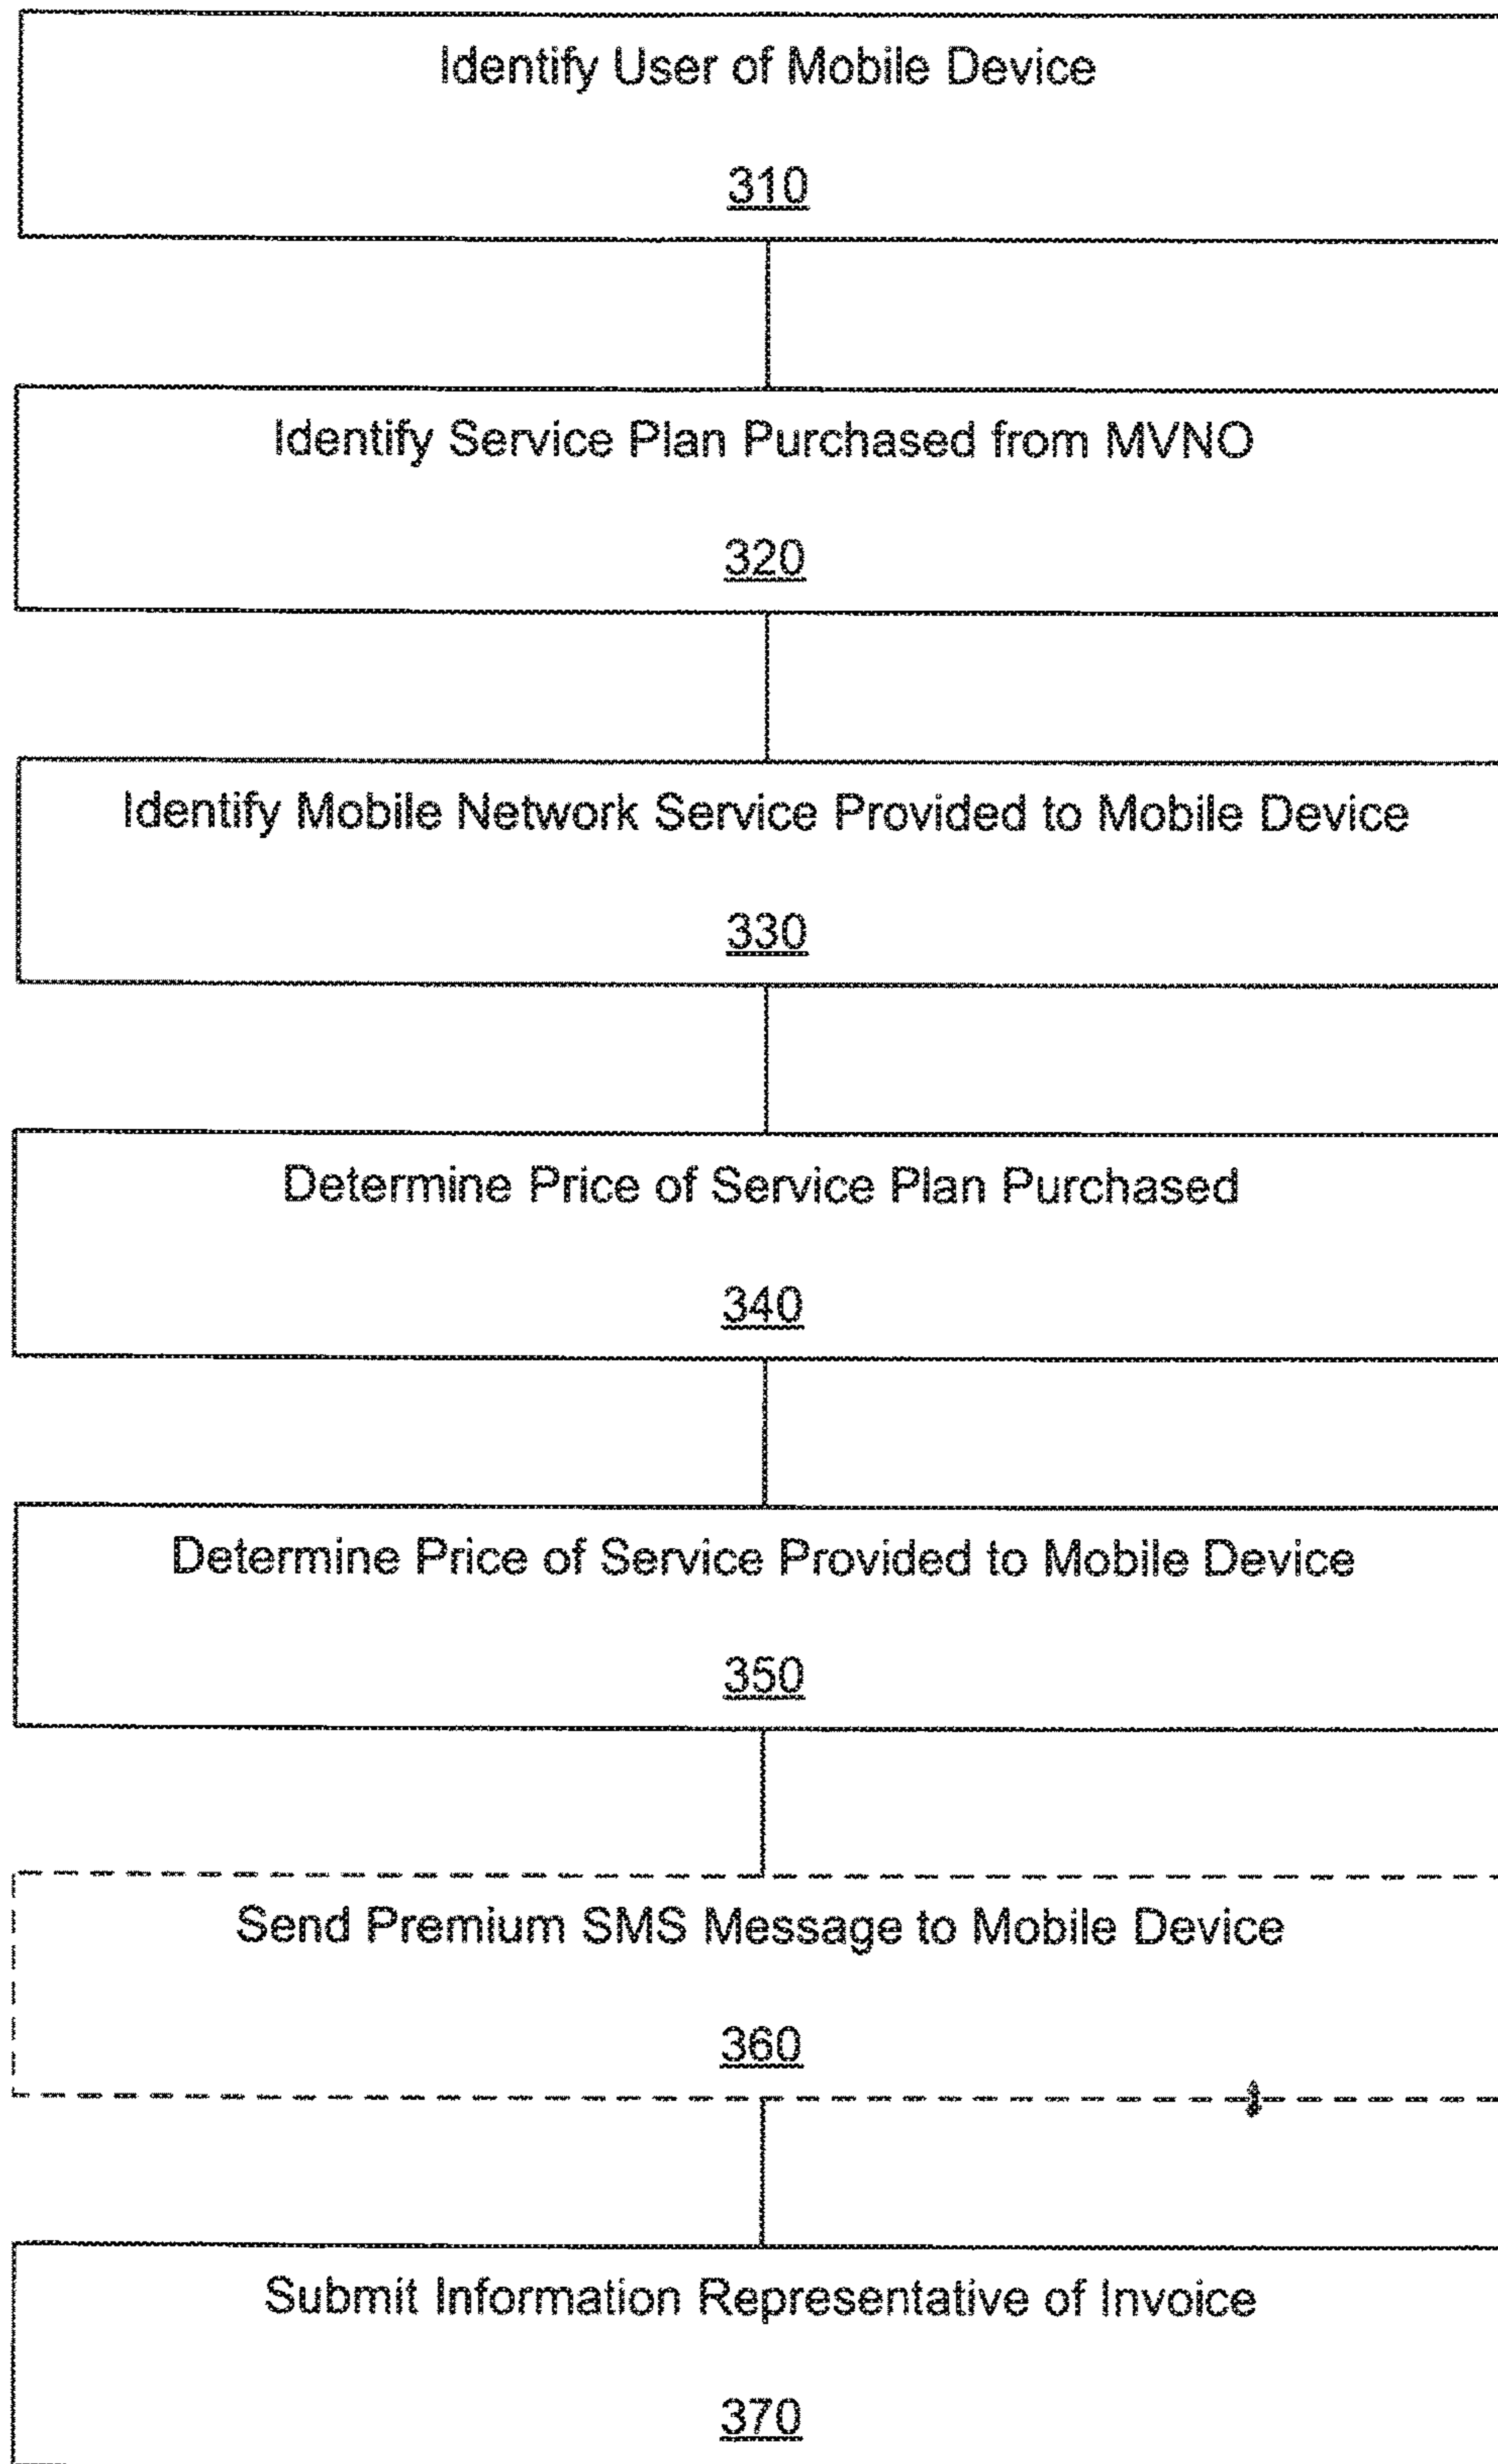 Identify User of Mobile Device
310
Identify Service Plan Purchased from MVNO
320
Identify Mobile Network Service Provided to Mobile Device
330
Determine Price of Service Plan Purchased
340
Determine Price of Service Provided to Mobile Device
350
Send Premium SMS Message to Mobile Device
360
Submit Information Representative of Invoice
370